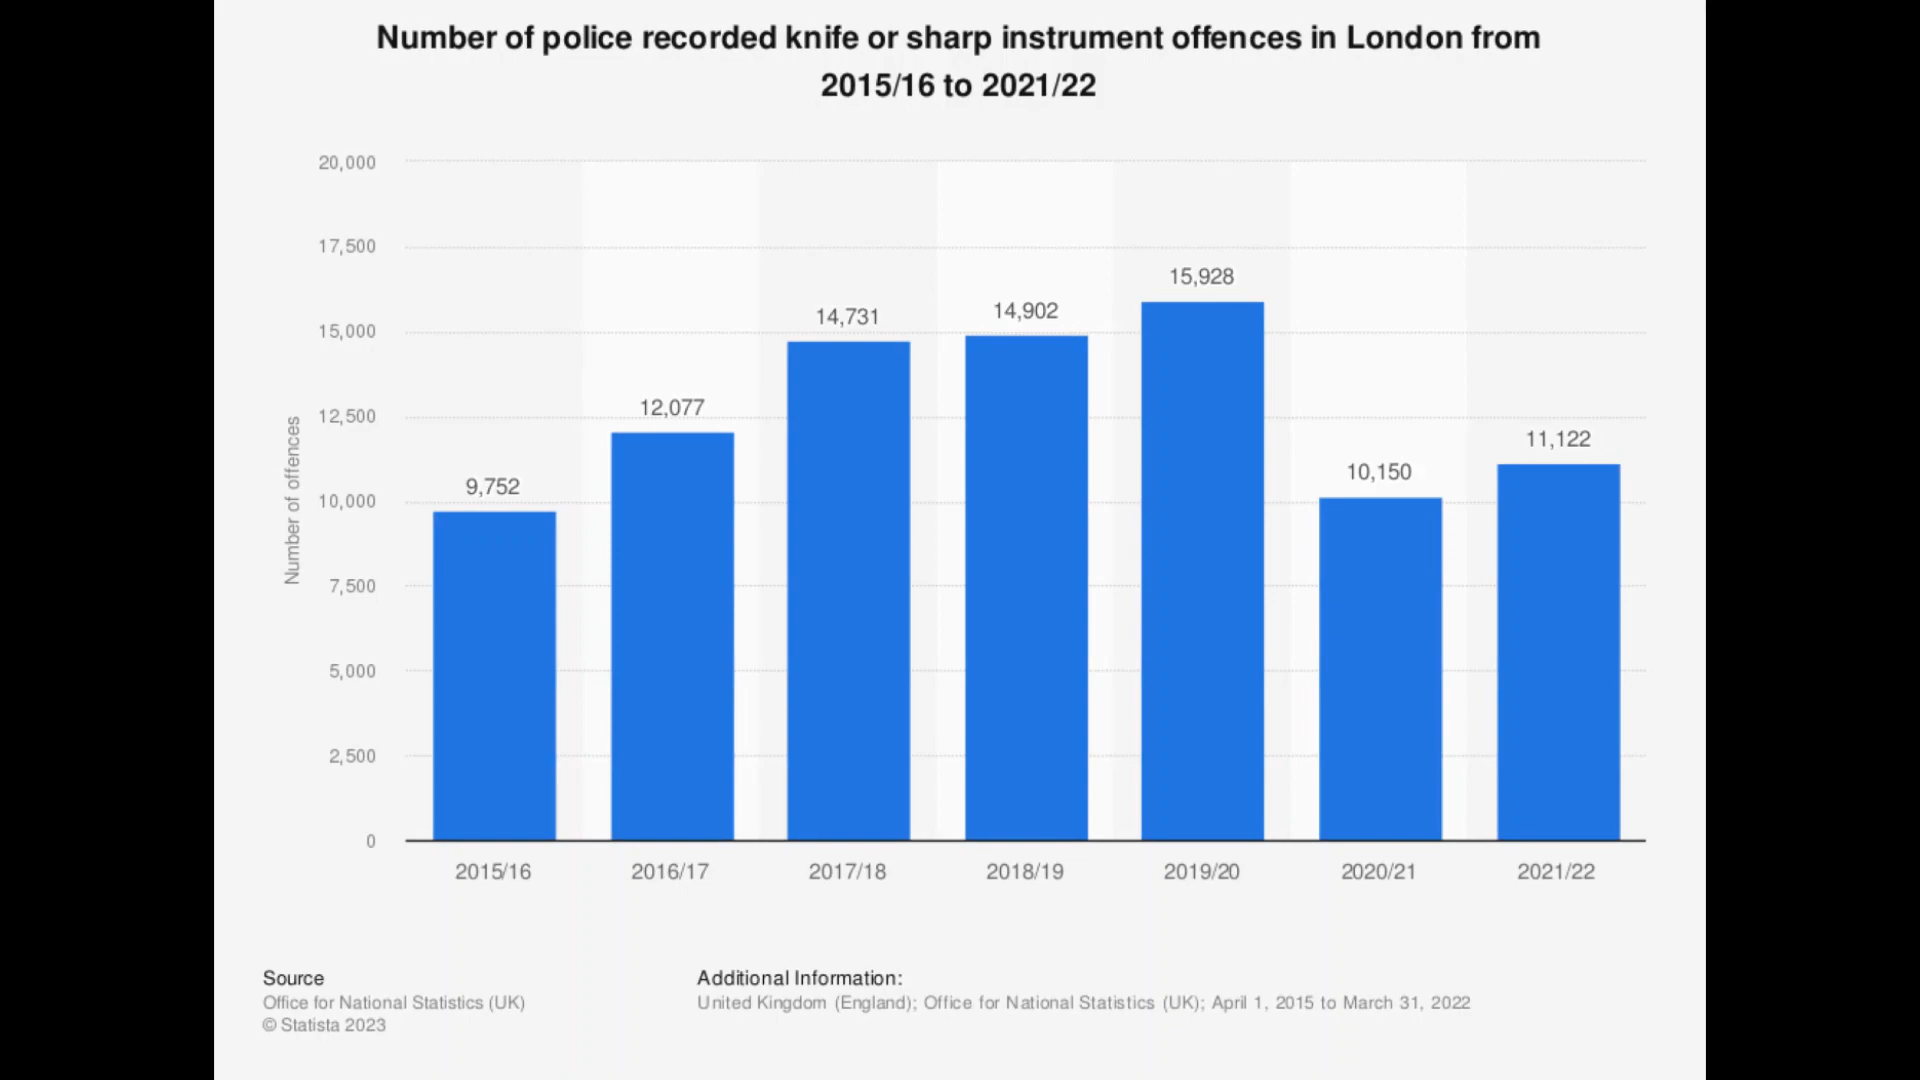 Number of police recorded knife or sharp instrument offences in London from
2015/16 to 2021/22
Number of offences
20,000
17,500
15,000
12,500
10,000
7,500
5,000
2,500
0
9,752
12,077
14,731
14,902
15,928
10,150
11,122
2015/16
2016/17
2017/18
2018/19
2019/20
2020/21
2021/22
Source
Office for National Statistics (UK)
© Statista 2023
Additional Information:
United Kingdom (England); Office for National Statistics (UK); April 1, 2015 to March 31, 2022